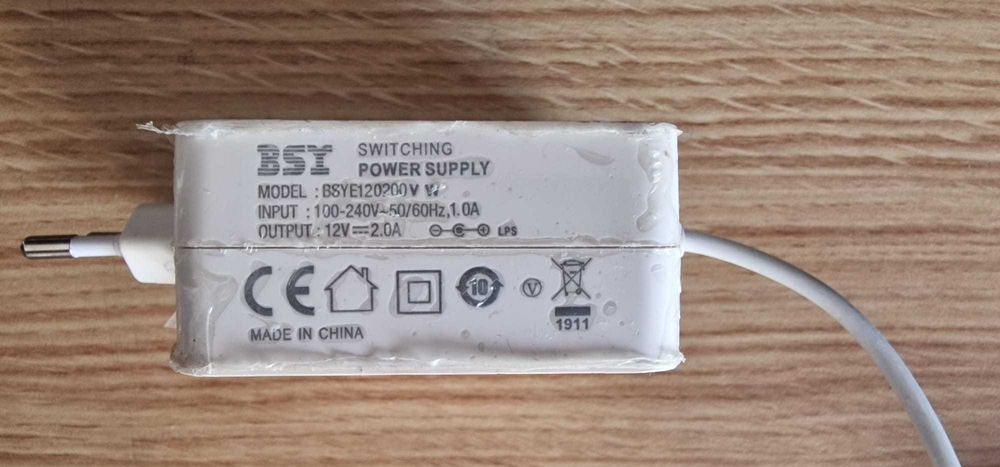 BSY
SWITCHING
POWER SUPPLY
MODEL : BSYE120200V W
INPUT : 100-240V~50/60Hz,1.0A
OUTPUT : 12V⎓2.0A LPS
CE
10
V
1911
MADE IN CHINA